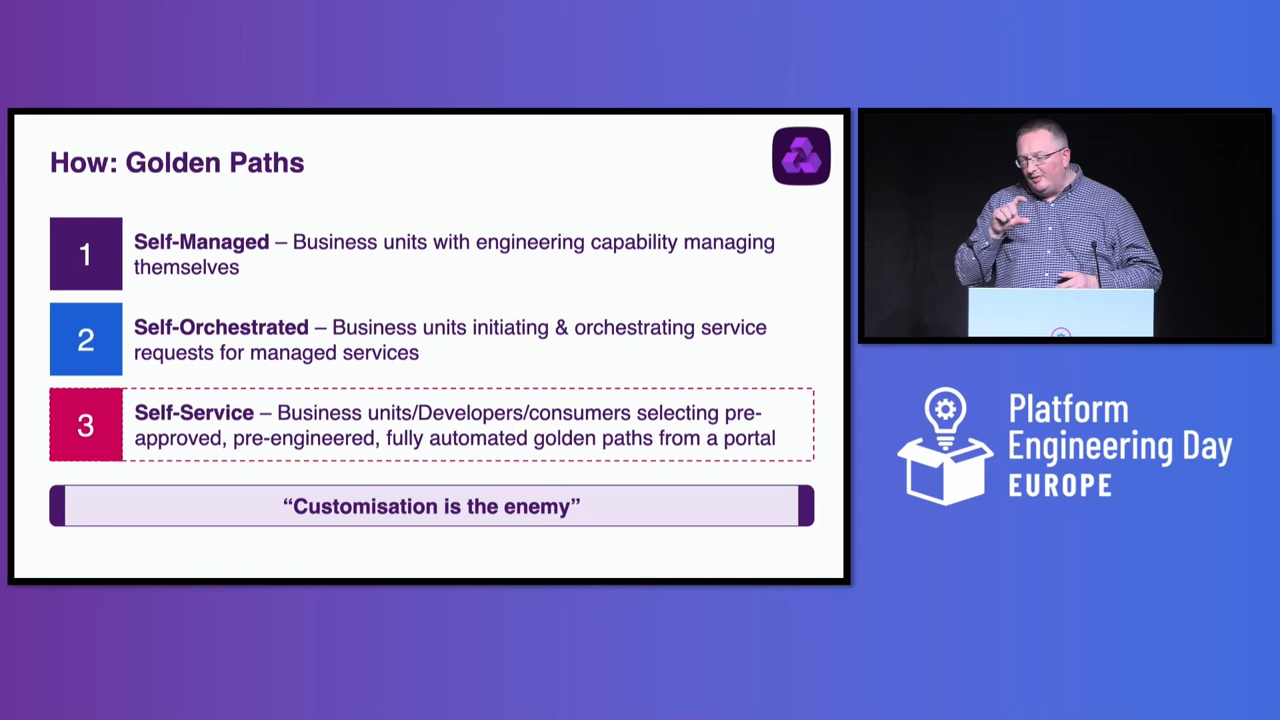 How: Golden Paths
1
Self-Managed – Business units with engineering capability managing
themselves
2
Self-Orchestrated – Business units initiating & orchestrating service
requests for managed services
3
Self-Service – Business units/Developers/consumers selecting pre-
approved, pre-engineered, fully automated golden paths from a portal
“Customisation is the enemy”
Platform
Engineering Day
EUROPE